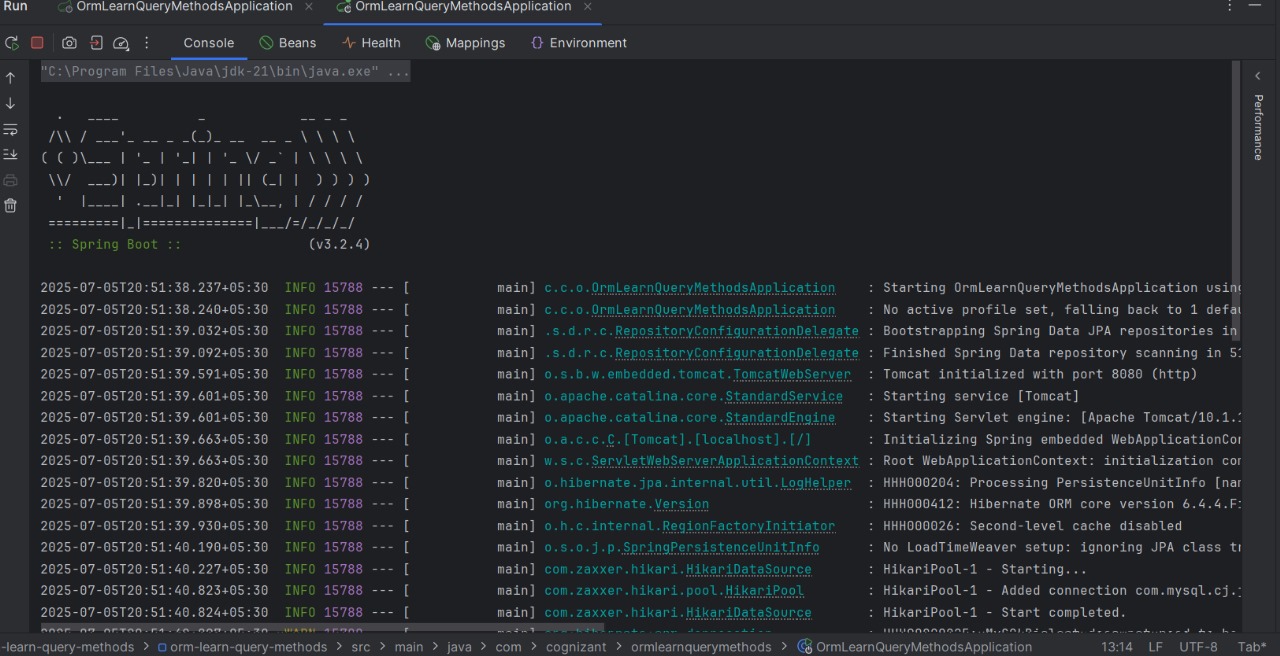 Run OrmLearnQueryMethodsApplication × OrmLearnQueryMethodsApplication ×
Console Beans Health Mappings Environment
"C:\Program Files\Java\jdk-21\bin\java.exe" ...
  .   ____          _            __ _ _
 /\\ / ___'_ __ _ _(_)_ __  __ _ \ \ \ \
( ( )\___ | '_ | '_| | '_ \/ _` | \ \ \ \
 \\/  ___)| |_)| | | | | || (_| |  ) ) ) )
  '  |____| .__|_| |_|_| |_\__, | / / / /
 =========|_|==============|___/=/_/_/_/
 :: Spring Boot ::                (v3.2.4)
2025-07-05T20:51:38.237+05:30  INFO 15788 --- [           main] c.c.o.OrmLearnQueryMethodsApplication    : Starting OrmLearnQueryMethodsApplication using
2025-07-05T20:51:38.240+05:30  INFO 15788 --- [           main] c.c.o.OrmLearnQueryMethodsApplication    : No active profile set, falling back to 1 defau
2025-07-05T20:51:39.032+05:30  INFO 15788 --- [           main] .s.d.r.c.RepositoryConfigurationDelegate : Bootstrapping Spring Data JPA repositories in
2025-07-05T20:51:39.092+05:30  INFO 15788 --- [           main] .s.d.r.c.RepositoryConfigurationDelegate : Finished Spring Data repository scanning in 51
2025-07-05T20:51:39.591+05:30  INFO 15788 --- [           main] o.s.b.w.embedded.tomcat.TomcatWebServer  : Tomcat initialized with port 8080 (http)
2025-07-05T20:51:39.601+05:30  INFO 15788 --- [           main] o.apache.catalina.core.StandardService   : Starting service [Tomcat]
2025-07-05T20:51:39.601+05:30  INFO 15788 --- [           main] o.apache.catalina.core.StandardEngine    : Starting Servlet engine: [Apache Tomcat/10.1.1
2025-07-05T20:51:39.663+05:30  INFO 15788 --- [           main] o.a.c.c.C.[Tomcat].[localhost].[/]       : Initializing Spring embedded WebApplicationCon
2025-07-05T20:51:39.663+05:30  INFO 15788 --- [           main] w.s.c.ServletWebServerApplicationContext : Root WebApplicationContext: initialization com
2025-07-05T20:51:39.820+05:30  INFO 15788 --- [           main] o.hibernate.jpa.internal.util.LogHelper  : HHH000204: Processing PersistenceUnitInfo [nam
2025-07-05T20:51:39.898+05:30  INFO 15788 --- [           main] org.hibernate.Version                    : HHH000412: Hibernate ORM core version 6.4.4.Fi
2025-07-05T20:51:39.930+05:30  INFO 15788 --- [           main] o.h.c.internal.RegionFactoryInitiator    : HHH000026: Second-level cache disabled
2025-07-05T20:51:40.190+05:30  INFO 15788 --- [           main] o.s.o.j.p.SpringPersistenceUnitInfo      : No LoadTimeWeaver setup: ignoring JPA class tr
2025-07-05T20:51:40.227+05:30  INFO 15788 --- [           main] com.zaxxer.hikari.HikariDataSource       : HikariPool-1 - Starting...
2025-07-05T20:51:40.823+05:30  INFO 15788 --- [           main] com.zaxxer.hikari.pool.HikariPool        : HikariPool-1 - Added connection com.mysql.cj.j
2025-07-05T20:51:40.824+05:30  INFO 15788 --- [           main] com.zaxxer.hikari.HikariDataSource       : HikariPool-1 - Start completed.
Performance
-learn-query-methods > orm-learn-query-methods > src > main > java > com > cognizant > ormlearnquerymethods > OrmLearnQueryMethodsApplication 13:14 LF UTF-8 Tab*